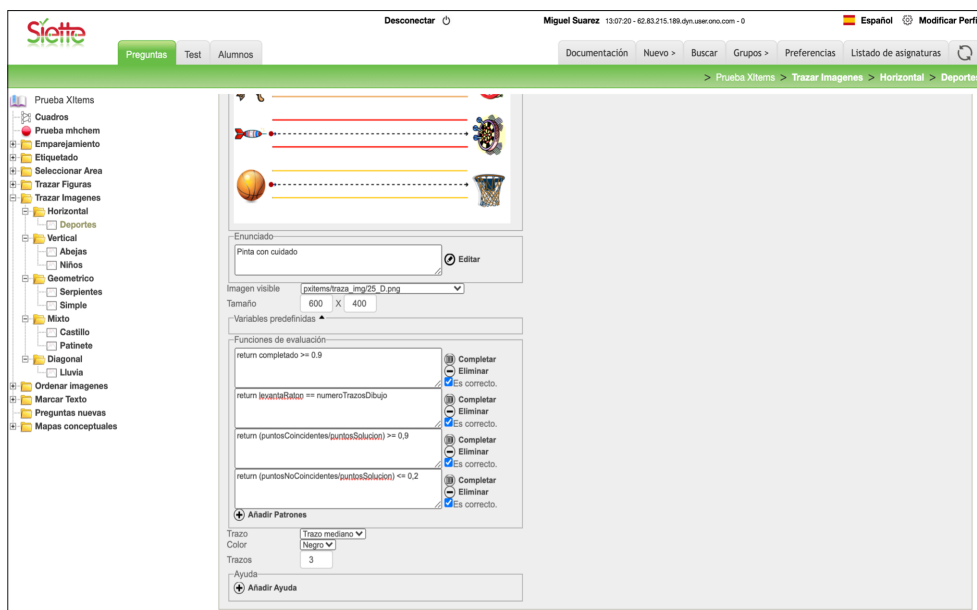 Siette
Desconectar
Miguel Suarez 13:07:20 - 62.83.215.189.dyn.user.ono.com - 0
Español
Modificar Perfi
Preguntas
Test
Alumnos
Documentación
Nuevo >
Buscar
Grupos >
Preferencias
Listado de asignaturas
> Prueba XItems > Trazar Imagenes > Horizontal > Deportes
Prueba XItems
Cuadros
Prueba mhchem
Emparejamiento
Etiquetado
Seleccionar Area
Trazar Figuras
Trazar Imagenes
Horizontal
Deportes
Vertical
Abejas
Niños
Geometrico
Serpientes
Simple
Mixto
Castillo
Patinete
Diagonal
Lluvia
Ordenar imagenes
Marcar Texto
Preguntas nuevas
Mapas conceptuales
Enunciado
Pinta con cuidado
Editar
Imagen visible pxitems/traza_img/25_D.png
Tamaño 600 X 400
Variables predefinidas
Funciones de evaluación
return completado >= 0.9
Completar
Eliminar
Es correcto.
return levantaRaton == numeroTrazosDibujo
Completar
Eliminar
Es correcto.
return (puntosCoincidentes/puntosSolucion) >= 0,9
Completar
Eliminar
Es correcto.
return (puntosNoCoincidentes/puntosSolucion) <= 0,2
Completar
Eliminar
Es correcto.
Añadir Patrones
Trazo Trazo mediano
Color Negro
Trazos 3
Ayuda
Añadir Ayuda